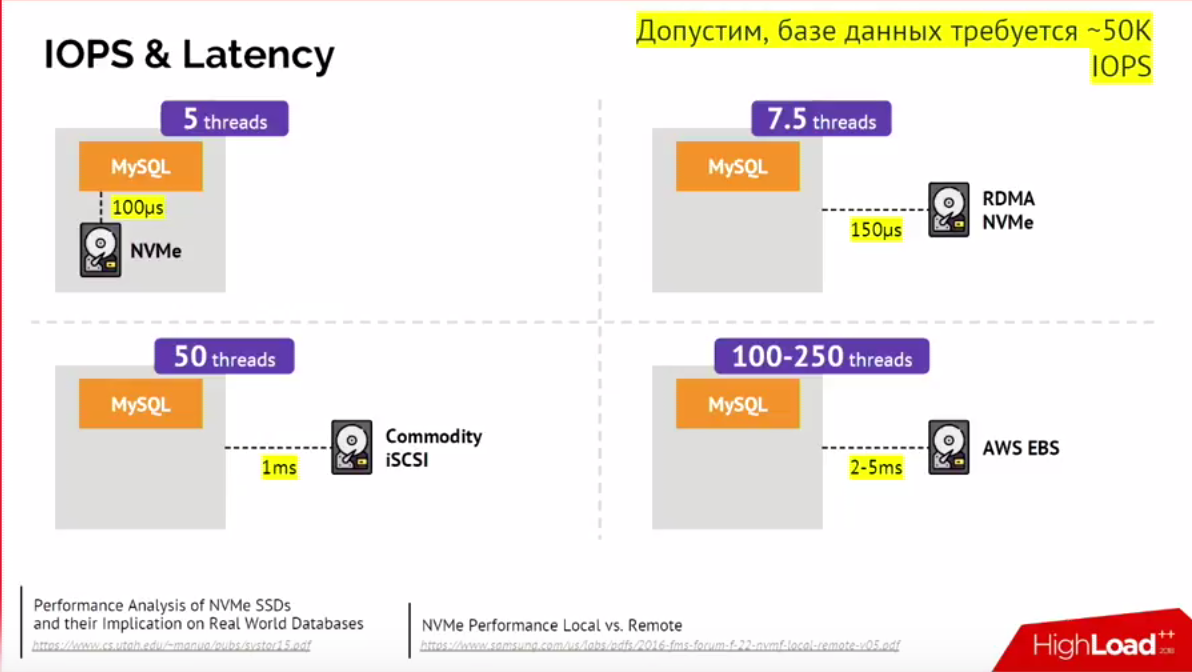 IOPS & Latency
Допустим, базе данных требуется ~50K
IOPS
5 threads
MySQL
100µs
NVMe
7.5 threads
MySQL
150µs
RDMA
NVMe
50 threads
MySQL
1ms
Commodity
iSCSI
100-250 threads
MySQL
2-5ms
AWS EBS
Performance Analysis of NVMe SSDs
and their Implication on Real World Databases
https://www.cs.utah.edu/~manua/pubs/systor15.pdf
NVMe Performance Local vs. Remote
https://www.samsung.com/us/labs/pdfs/2016-fms-forum-f-22-nvmf-local-remote-v05.pdf
HighLoad++
2018